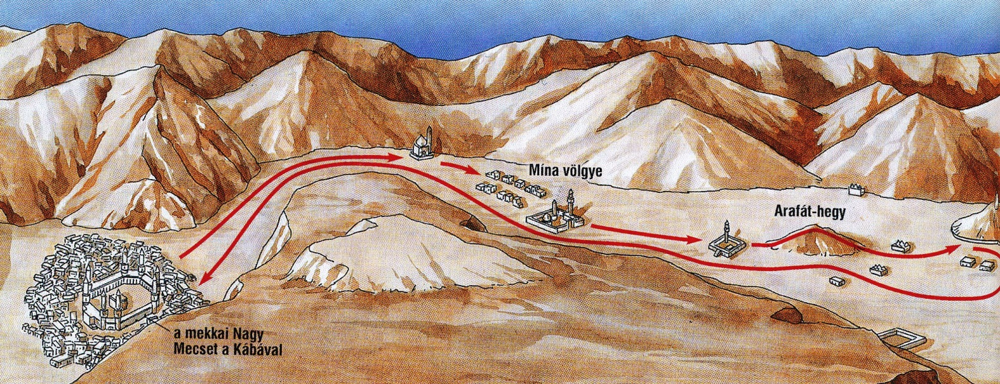 Mína völgye
Arafát-hegy
a mekkai Nagy
Mecset a Kábával